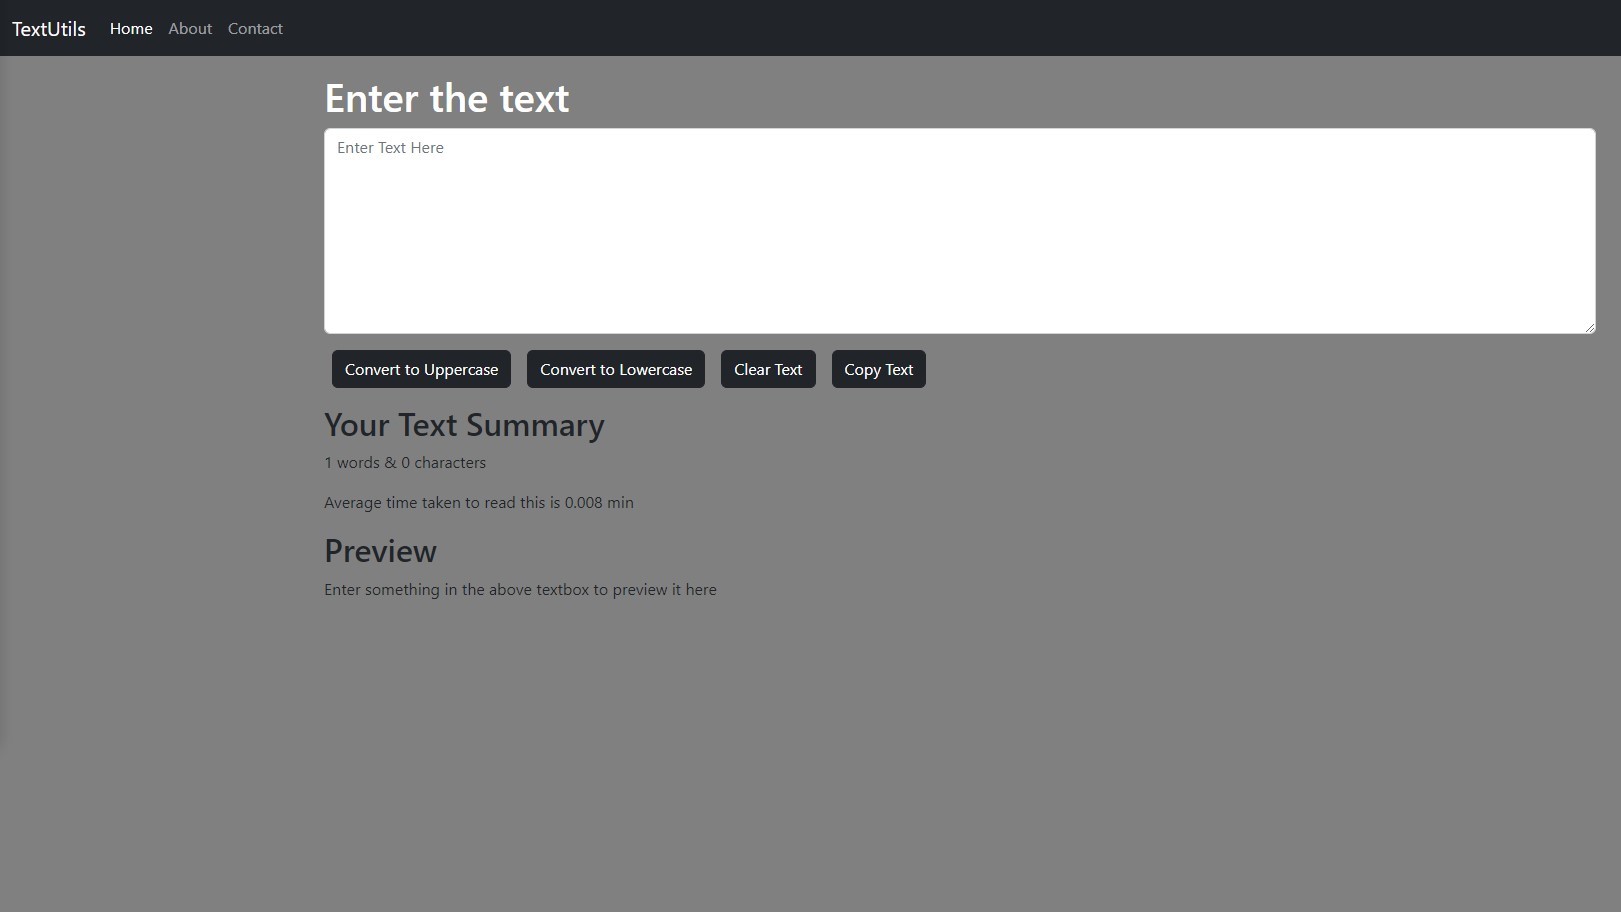 TextUtils Home About Contact
Enter the text
Enter Text Here
Convert to Uppercase Convert to Lowercase Clear Text Copy Text
Your Text Summary
1 words & 0 characters
Average time taken to read this is 0.008 min
Preview
Enter something in the above textbox to preview it here